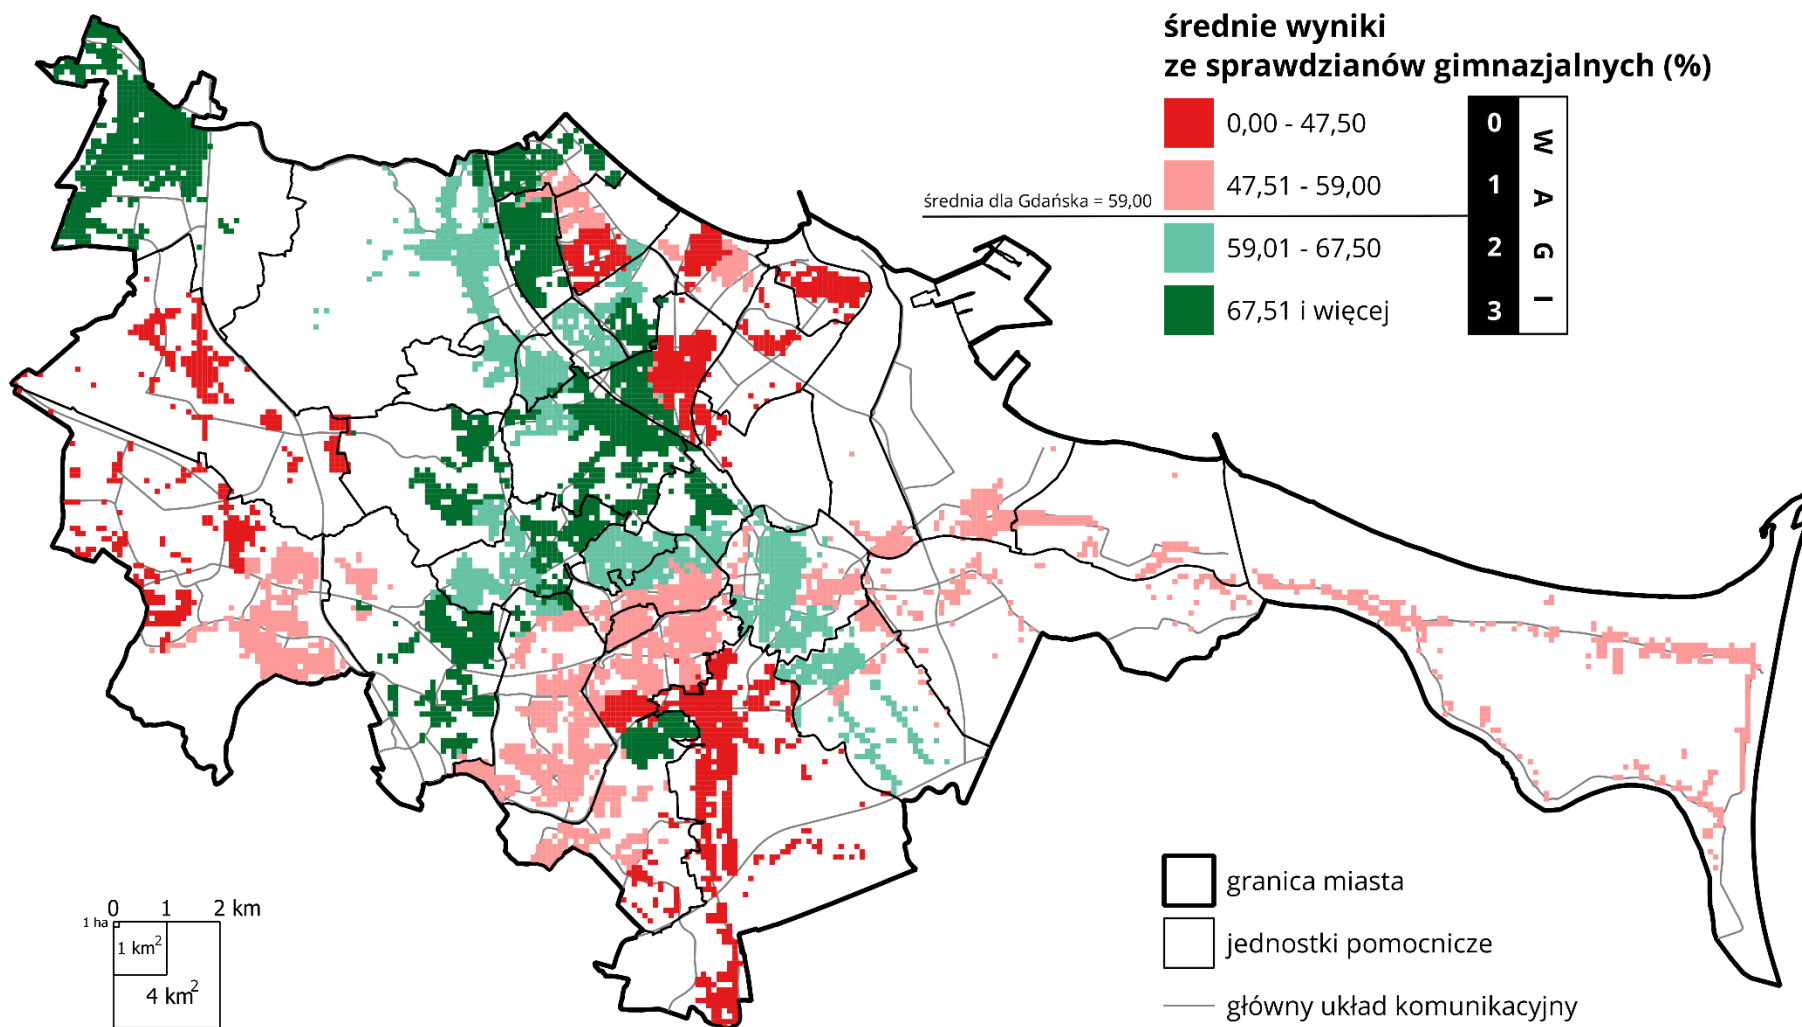 średnie wyniki
ze sprawdzianów gimnazjalnych (%)
0,00 - 47,50
47,51 - 59,00
średnia dla Gdańska = 59,00
59,01 - 67,50
67,51 i więcej
0
1
2
3
W
A
G
I
granica miasta
jednostki pomocnicze
główny układ komunikacyjny
0 1 2 km
1 ha
1 km²
4 km²